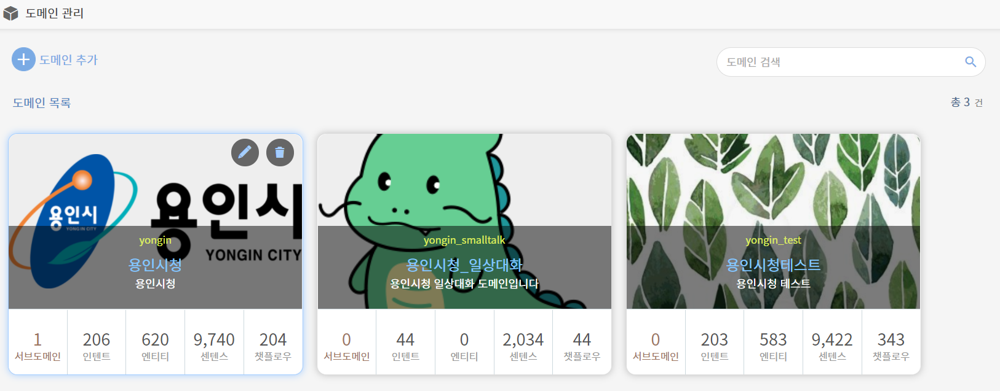 도메인 관리
도메인 추가
도메인 검색
도메인 목록
총 3 건
용인시
YONGIN CITY
용인시
YONGIN CITY
yongin
용인시청
용인시청
1 206 620 9,740 204
서브도메인 인텐트 엔티티 센텐스 챗플로우
yongin_smalltalk
용인시청_일상대화
용인시청 일상대화 도메인입니다
0 44 0 2,034 44
서브도메인 인텐트 엔티티 센텐스 챗플로우
yongin_test
용인시청테스트
용인시청 테스트
0 203 583 9,422 343
서브도메인 인텐트 엔티티 센텐스 챗플로우